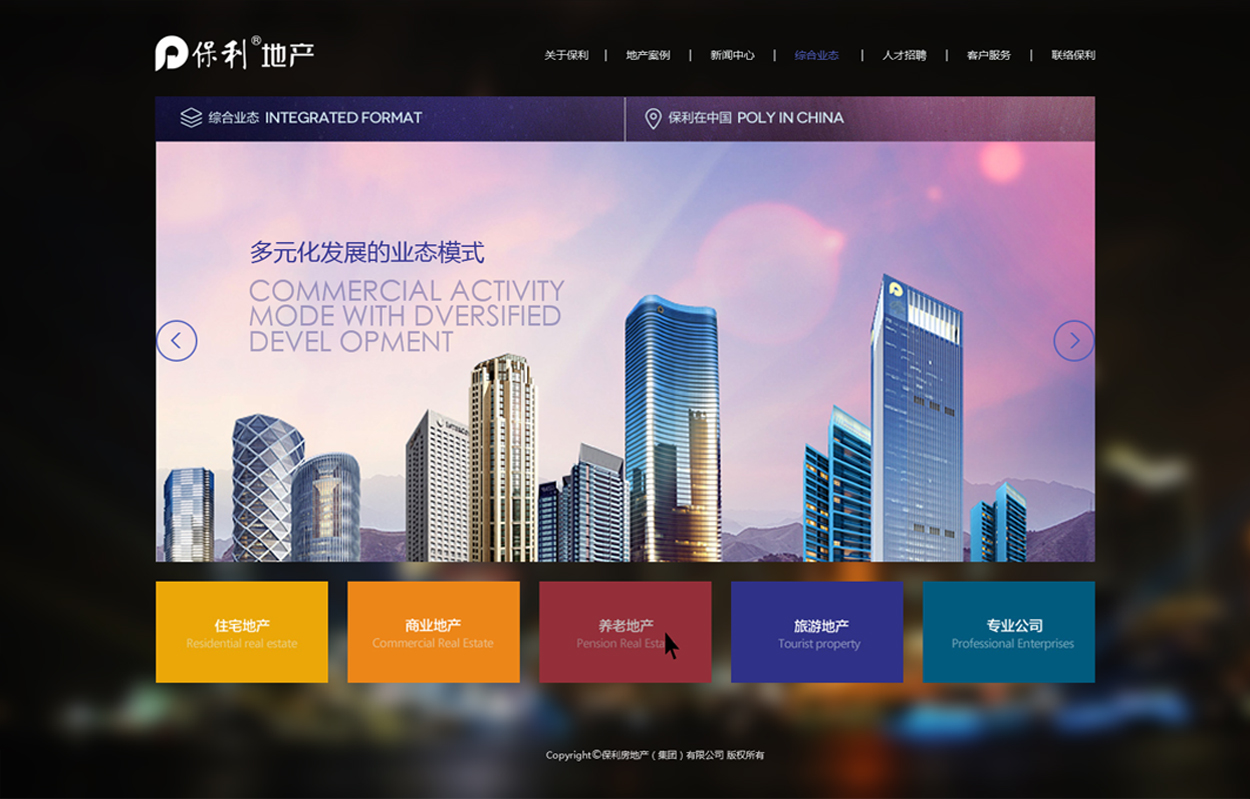 保利®地产
关于保利 | 地产案例 | 新闻中心 | 综合业态 | 人才招聘 | 客户服务 | 联络保利
综合业态 INTEGRATED FORMAT
保利在中国 POLY IN CHINA
多元化发展的业态模式
COMMERCIAL ACTIVITY
MODE WITH DVERSIFIED
DEVEL OPMENT
住宅地产
Residential real estate
商业地产
Commercial Real Estate
养老地产
Pension Real Esta
旅游地产
Tourist property
专业公司
Professional Enterprises
Copyright©保利房地产(集团)有限公司 版权所有